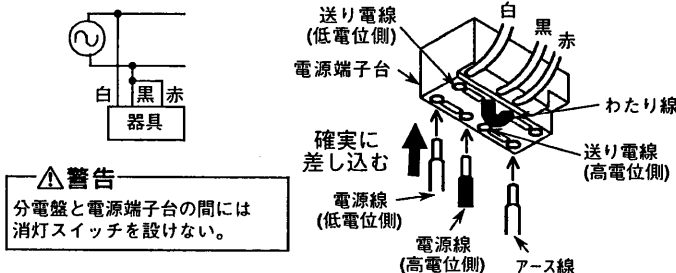 白
黒
赤
器具
⚠警告
分電盤と電源端子台の間には
消灯スイッチを設けない。
送り電線
(低電位側)
白
黒
赤
電源端子台
わたり線
確実に
差し込む
送り電線
(高電位側)
電源線
(低電位側)
電源線
(高電位側)
アース線